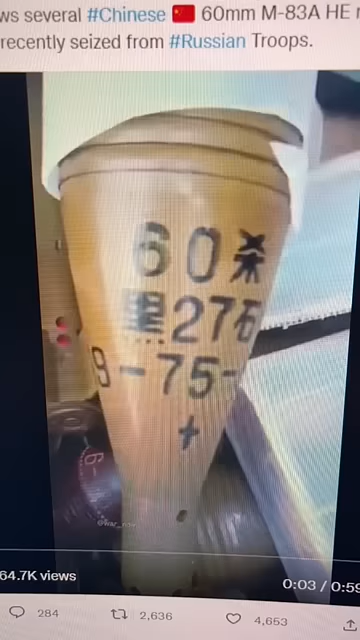 ws several #Chinese 🇨🇳 60mm M-83A HE
recently seized from #Russian Troops.
60杀
黑27石
9-75-
+
64.7K views
0:03 / 0:59
284
2,636
4,653